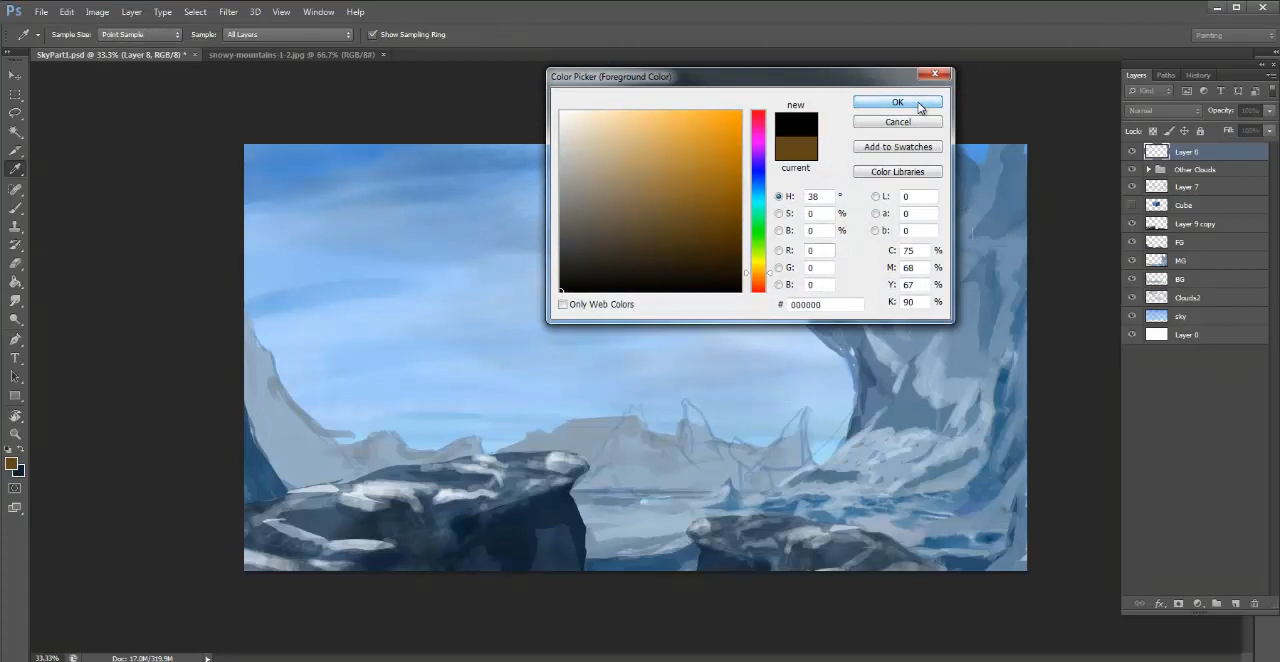 Ps File Edit Image Layer Type Select Filter 3D View Window Help
Sample Size: Point Sample Sample: All Layers Show Sampling Ring Painting
SkyPart1.psd @ 33.3% (Layer 8, RGB/8) * × snowy-mountains-1-2.jpg @ 66.7% (RGB/8#) ×
Color Picker (Foreground Color)
new
current
OK
Cancel
Add to Swatches
Color Libraries
H: 38 ° L: 0
S: 0 % a: 0
B: 0 % b: 0
R: 0 C: 75 %
G: 0 M: 68 %
B: 0 Y: 67 %
# 000000 K: 90 %
Only Web Colors
Layers Paths History
Kind
Normal Opacity: 100%
Lock: Fill: 100%
Layer 8
Other Clouds
Layer 7
Cube
Layer 9 copy
FG
MG
BG
Clouds2
sky
Layer 0
33.33% Doc: 17.0M/319.9M